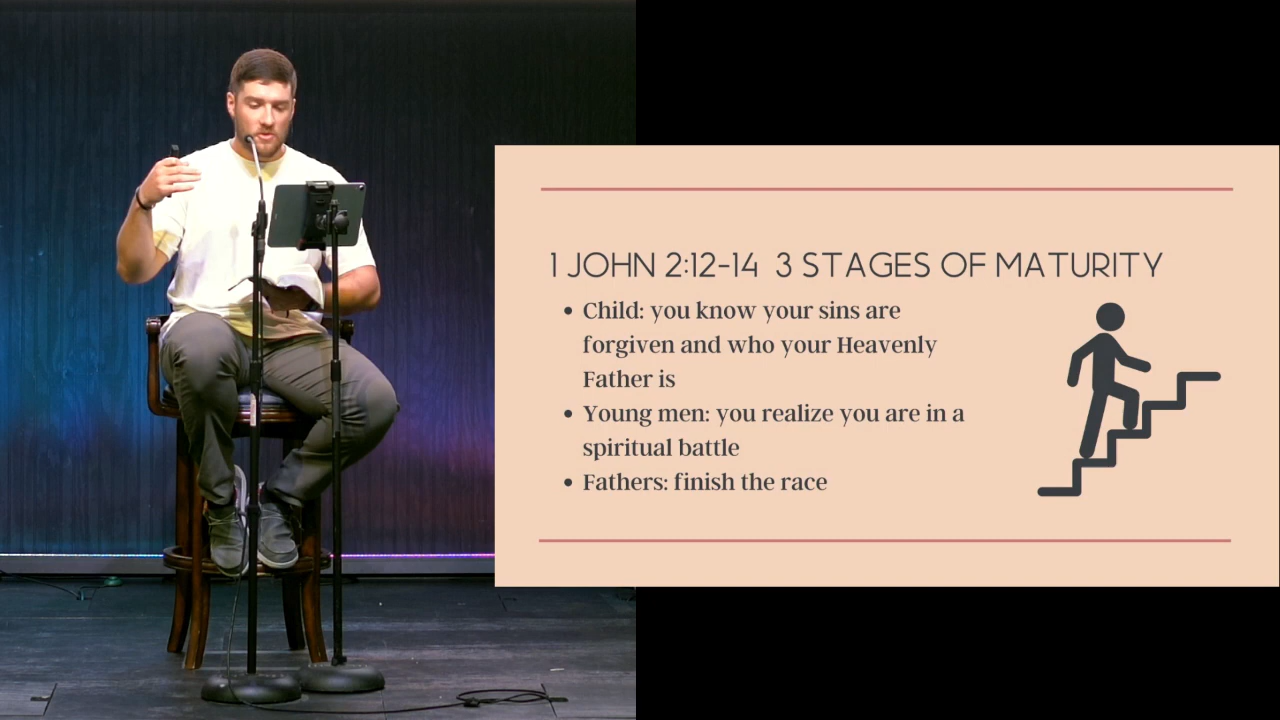 1 JOHN 2:12-14 3 STAGES OF MATURITY
• Child: you know your sins are
forgiven and who your Heavenly
Father is
• Young men: you realize you are in a
spiritual battle
• Fathers: finish the race